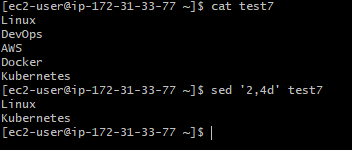 [ec2-user@ip-172-31-33-77 ~]$ cat test7
Linux
DevOps
AWS
Docker
Kubernetes
[ec2-user@ip-172-31-33-77 ~]$ sed '2,4d' test7
Linux
Kubernetes
[ec2-user@ip-172-31-33-77 ~]$